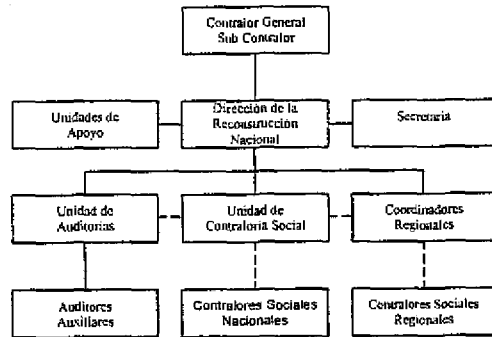 Contralor General
Sub Contralor
Unidades de
Apoyo
Dirección de la
Reconstrucción
Nacional
Secretaria
Unidad de
Auditorias
Unidad de
Contraloria Social
Coordinadores
Regionales
Auditores
Auxiliares
Contralores Sociales
Nacionales
Contralores Sociales
Regionales